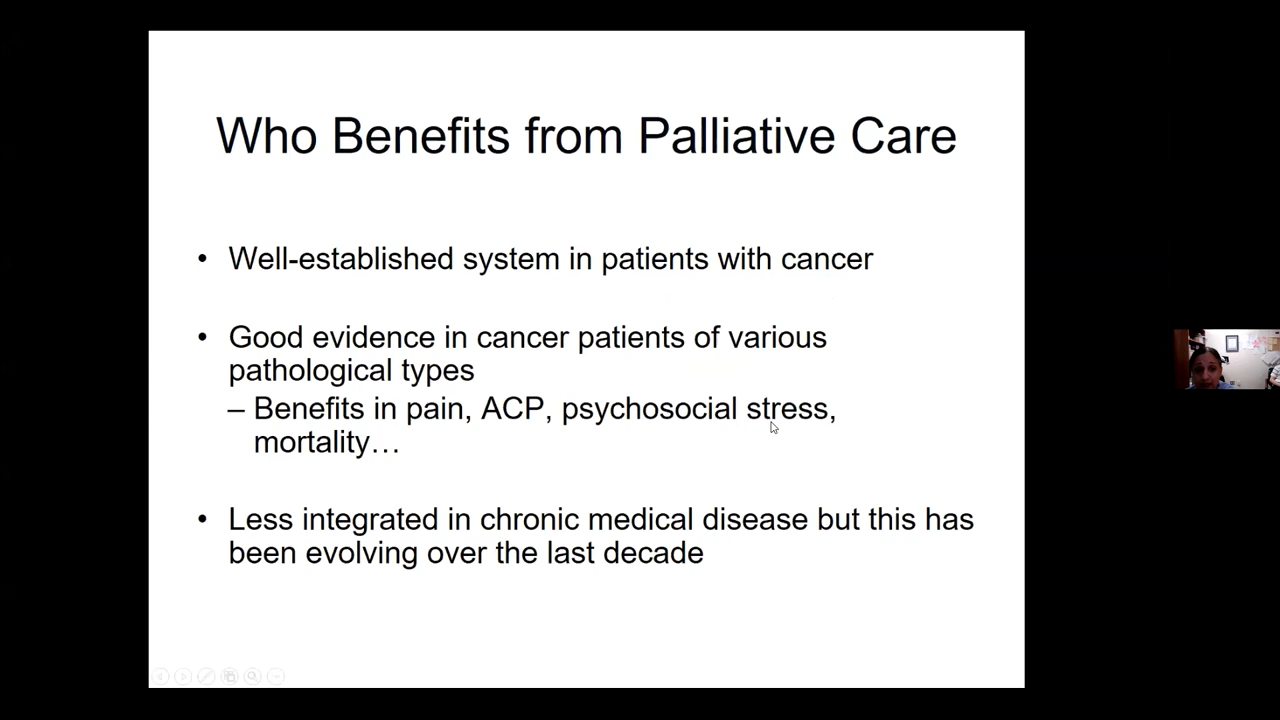 Who Benefits from Palliative Care
• Well-established system in patients with cancer
• Good evidence in cancer patients of various
pathological types
– Benefits in pain, ACP, psychosocial stress,
mortality…
• Less integrated in chronic medical disease but this has
been evolving over the last decade